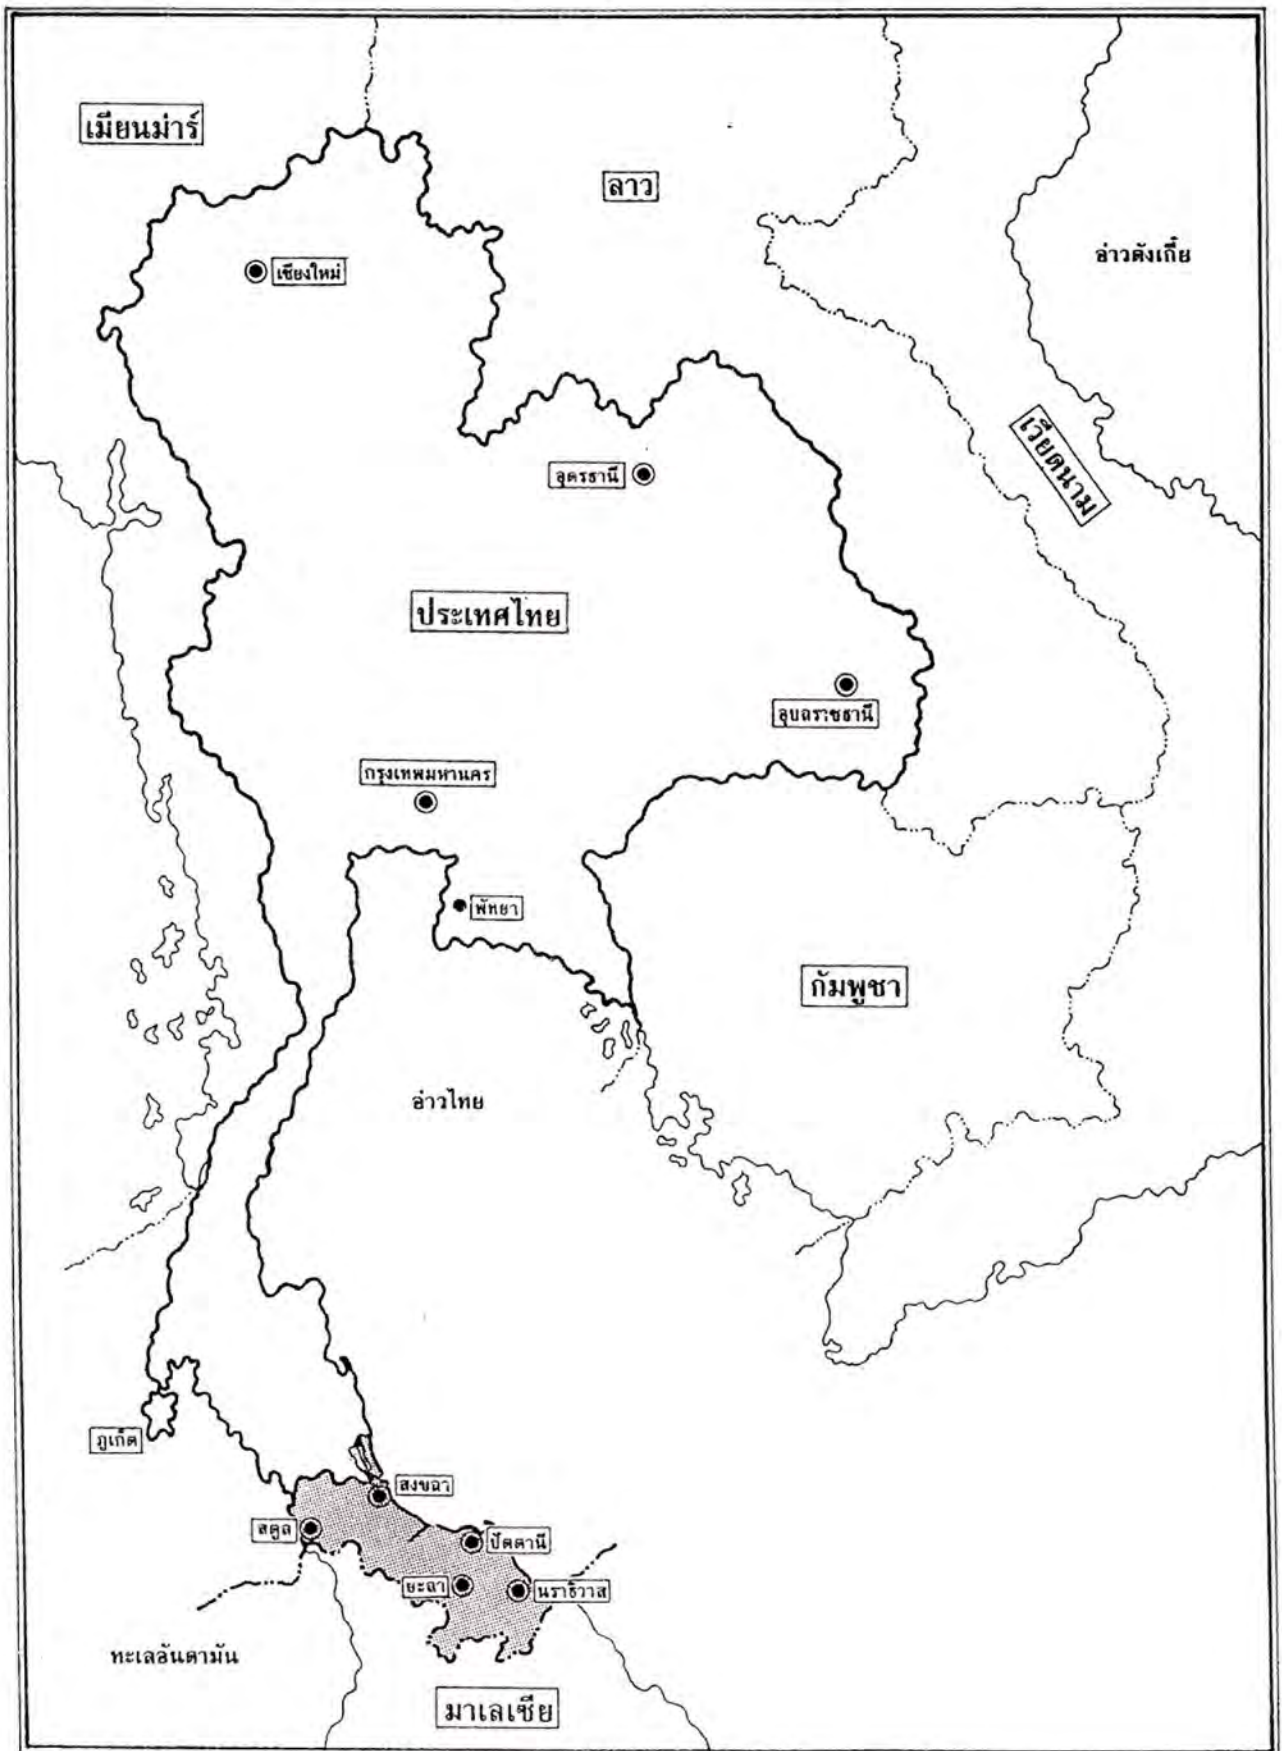 เมียนม่าร์
ลาว
อ่าวตังเกี๋ย
เชียงใหม่
เวียดนาม
อุดรธานี
ประเทศไทย
อุบลราชธานี
กรุงเทพมหานคร
พัทยา
กัมพูชา
อ่าวไทย
ภูเก็ต
สงขลา
สตูล
ปัตตานี
ยะลา
นราธิวาส
ทะเลอันดามัน
มาเลเซีย